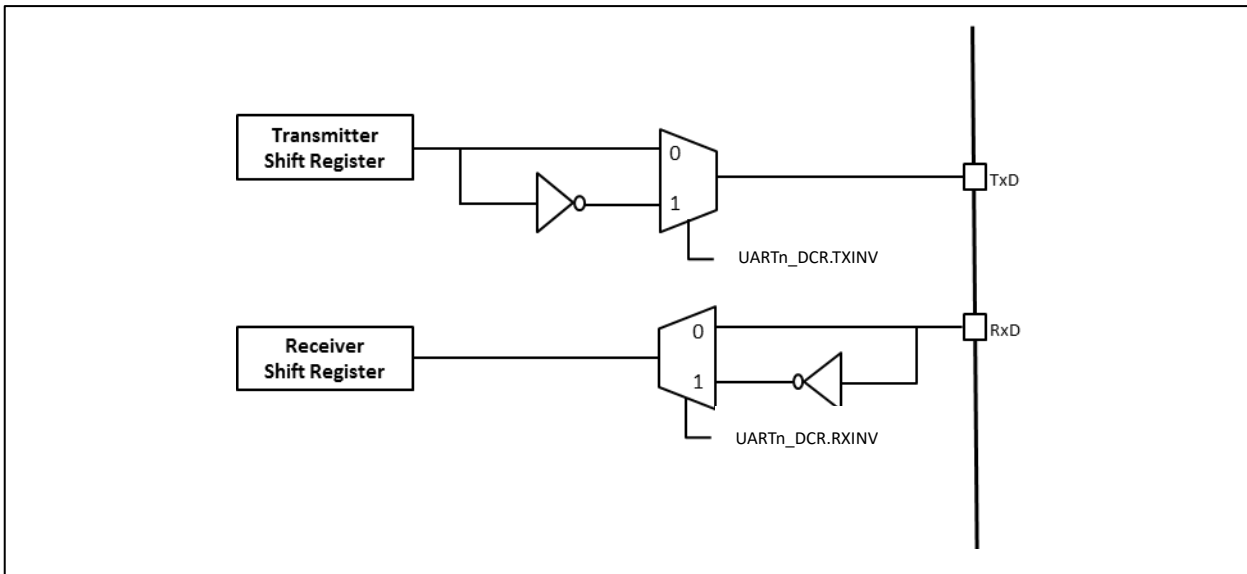 Transmitter
Shift Register
0
1
TxD
UARTn_DCR.TXINV
Receiver
Shift Register
0
1
RxD
UARTn_DCR.RXINV